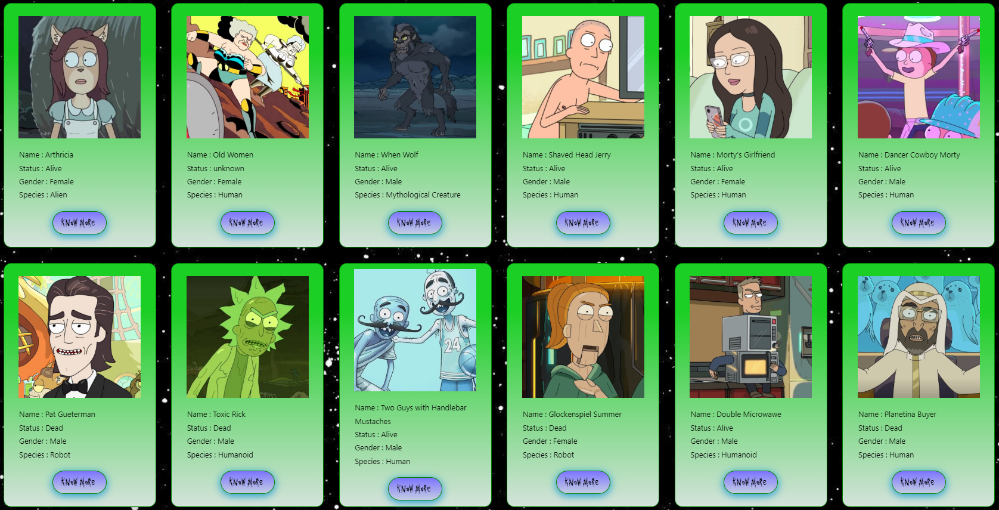 Name : Arthricia
Status : Alive
Gender : Female
Species : Alien
KNOW MORE
Name : Old Women
Status : unknown
Gender : Female
Species : Human
KNOW MORE
Name : When Wolf
Status : Alive
Gender : Male
Species : Mythological Creature
KNOW MORE
Name : Shaved Head Jerry
Status : Alive
Gender : Male
Species : Human
KNOW MORE
Name : Morty's Girlfriend
Status : Alive
Gender : Female
Species : Human
KNOW MORE
Name : Dancer Cowboy Morty
Status : Alive
Gender : Male
Species : Human
KNOW MORE
Name : Pat Gueterman
Status : Dead
Gender : Male
Species : Robot
KNOW MORE
Name : Toxic Rick
Status : Dead
Gender : Male
Species : Humanoid
KNOW MORE
24
Name : Two Guys with Handlebar
Mustaches
Status : Alive
Gender : Male
Species : Human
KNOW MORE
Name : Glockenspiel Summer
Status : Dead
Gender : Female
Species : Robot
KNOW MORE
Name : Double Microwawe
Status : Alive
Gender : Male
Species : Humanoid
KNOW MORE
Name : Planetina Buyer
Status : Dead
Gender : Male
Species : Human
KNOW MORE